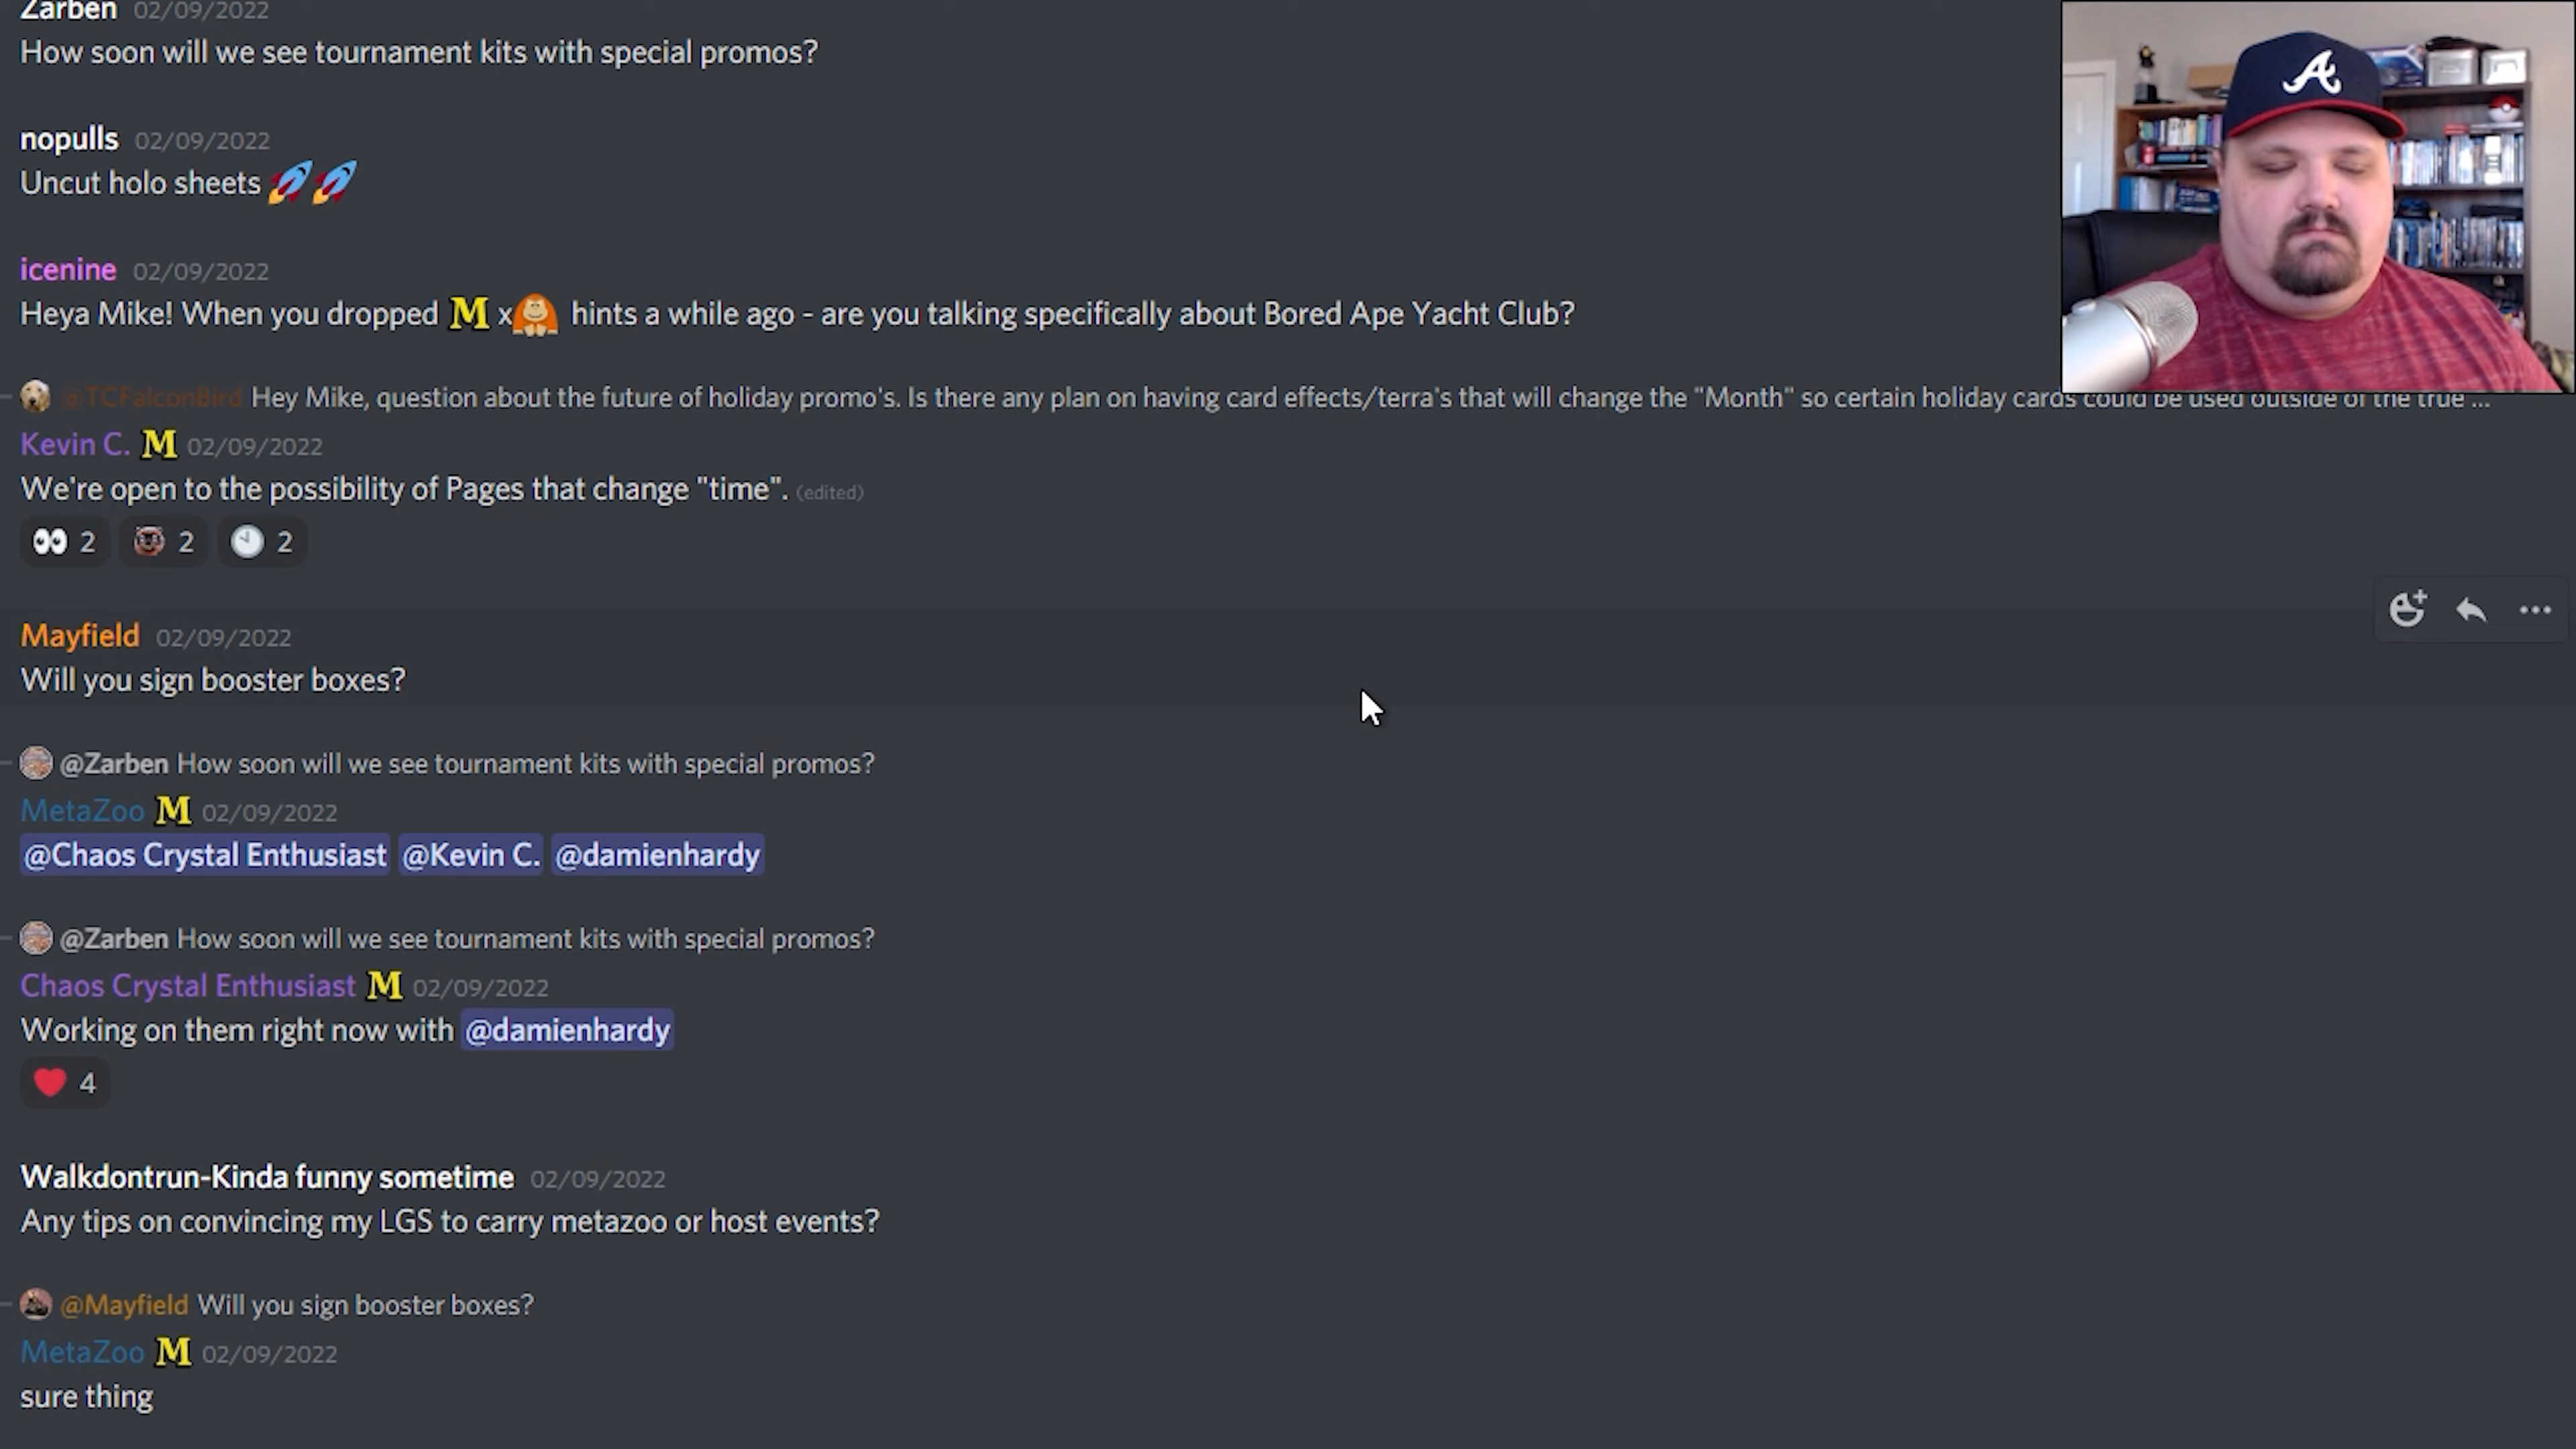 Zarben 02/09/2022
How soon will we see tournament kits with special promos?
nopulls 02/09/2022
Uncut holo sheets
icenine 02/09/2022
Heya Mike! When you dropped M x hints a while ago - are you talking specifically about Bored Ape Yacht Club?
@TCFalconBird Hey Mike, question about the future of holiday promo's. Is there any plan on having card effects/terra's that will change the "Month" so certain holiday cards could be used outside of the true ...
Kevin C. M 02/09/2022
We're open to the possibility of Pages that change "time". (edited)
2 2 2
Mayfield 02/09/2022
Will you sign booster boxes?
@Zarben How soon will we see tournament kits with special promos?
MetaZoo M 02/09/2022
@Chaos Crystal Enthusiast @Kevin C. @damienhardy
@Zarben How soon will we see tournament kits with special promos?
Chaos Crystal Enthusiast M 02/09/2022
Working on them right now with @damienhardy
4
Walkdontrun-Kinda funny sometime 02/09/2022
Any tips on convincing my LGS to carry metazoo or host events?
@Mayfield Will you sign booster boxes?
MetaZoo M 02/09/2022
sure thing
A